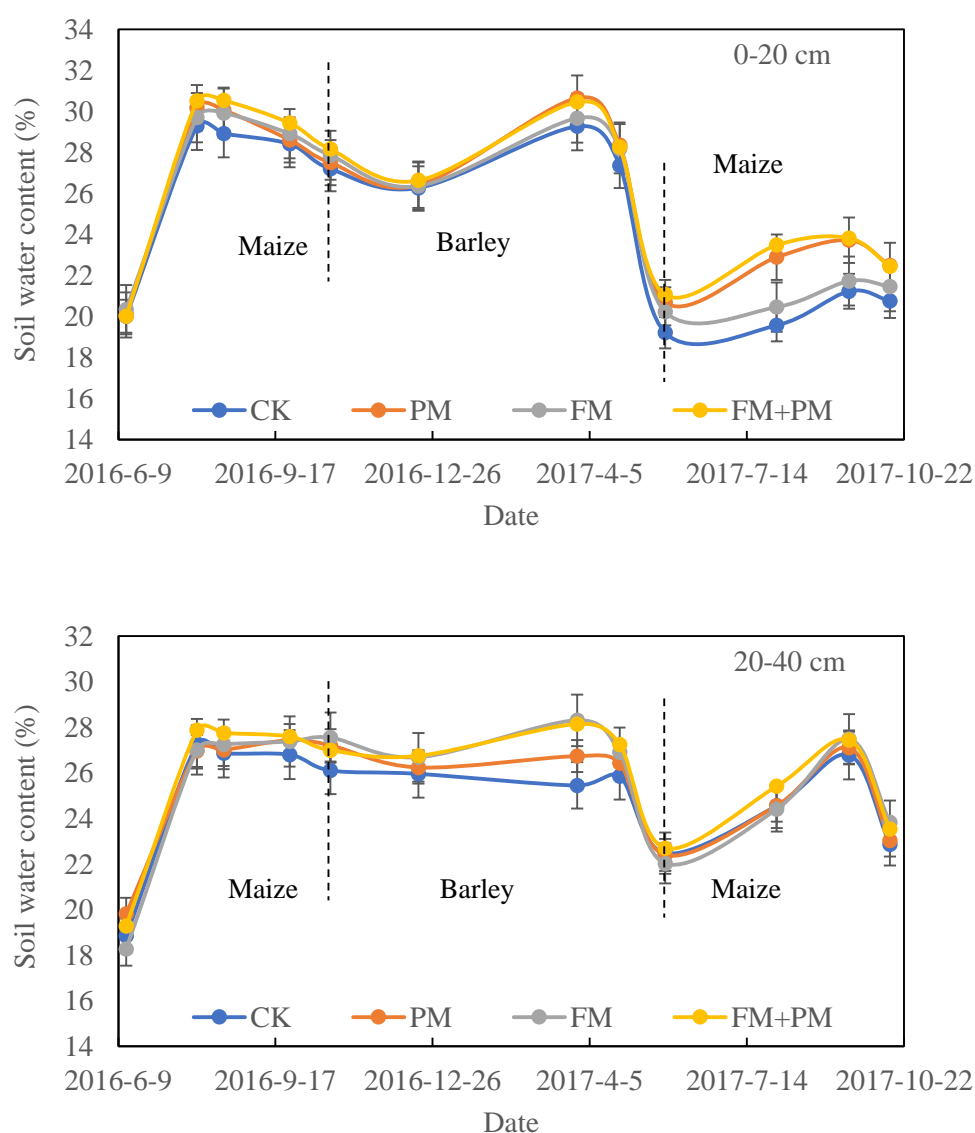 34
32
30
28
26
24
22
20
18
16
14
Soil water content (%)
0-20 cm
Maize
Maize
Barley
CK PM FM FM+PM
2016-6-9 2016-9-17 2016-12-26 2017-4-5 2017-7-14 2017-10-22
Date
32
30
28
26
24
22
20
18
16
14
Soil water content (%)
20-40 cm
Maize Barley Maize
CK PM FM FM+PM
2016-6-9 2016-9-17 2016-12-26 2017-4-5 2017-7-14 2017-10-22
Date